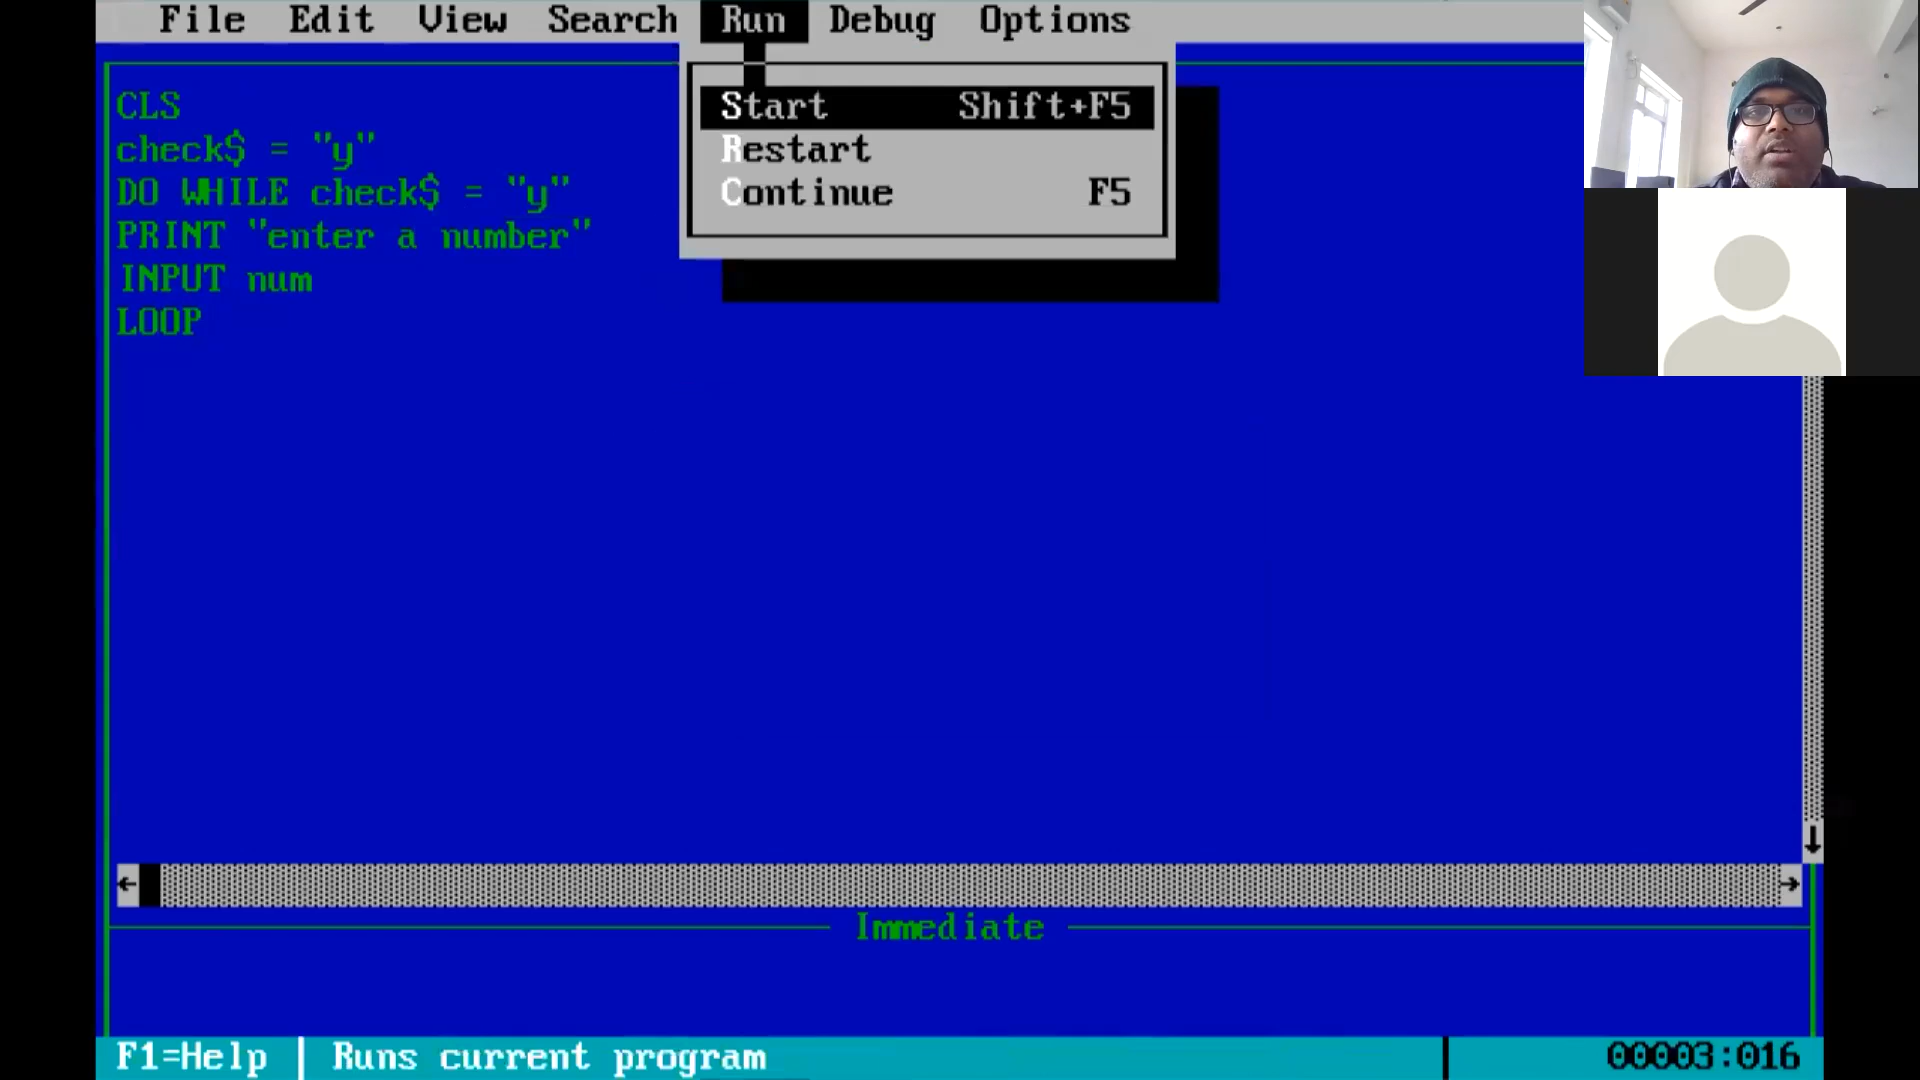 File Edit View Search Run Debug Options
Start Shift+F5
Restart
Continue F5
CLS
check$ = "y"
DO WHILE check$ = "y"
PRINT "enter a number"
INPUT num
LOOP
Immediate
F1=Help Runs current program 00003:016